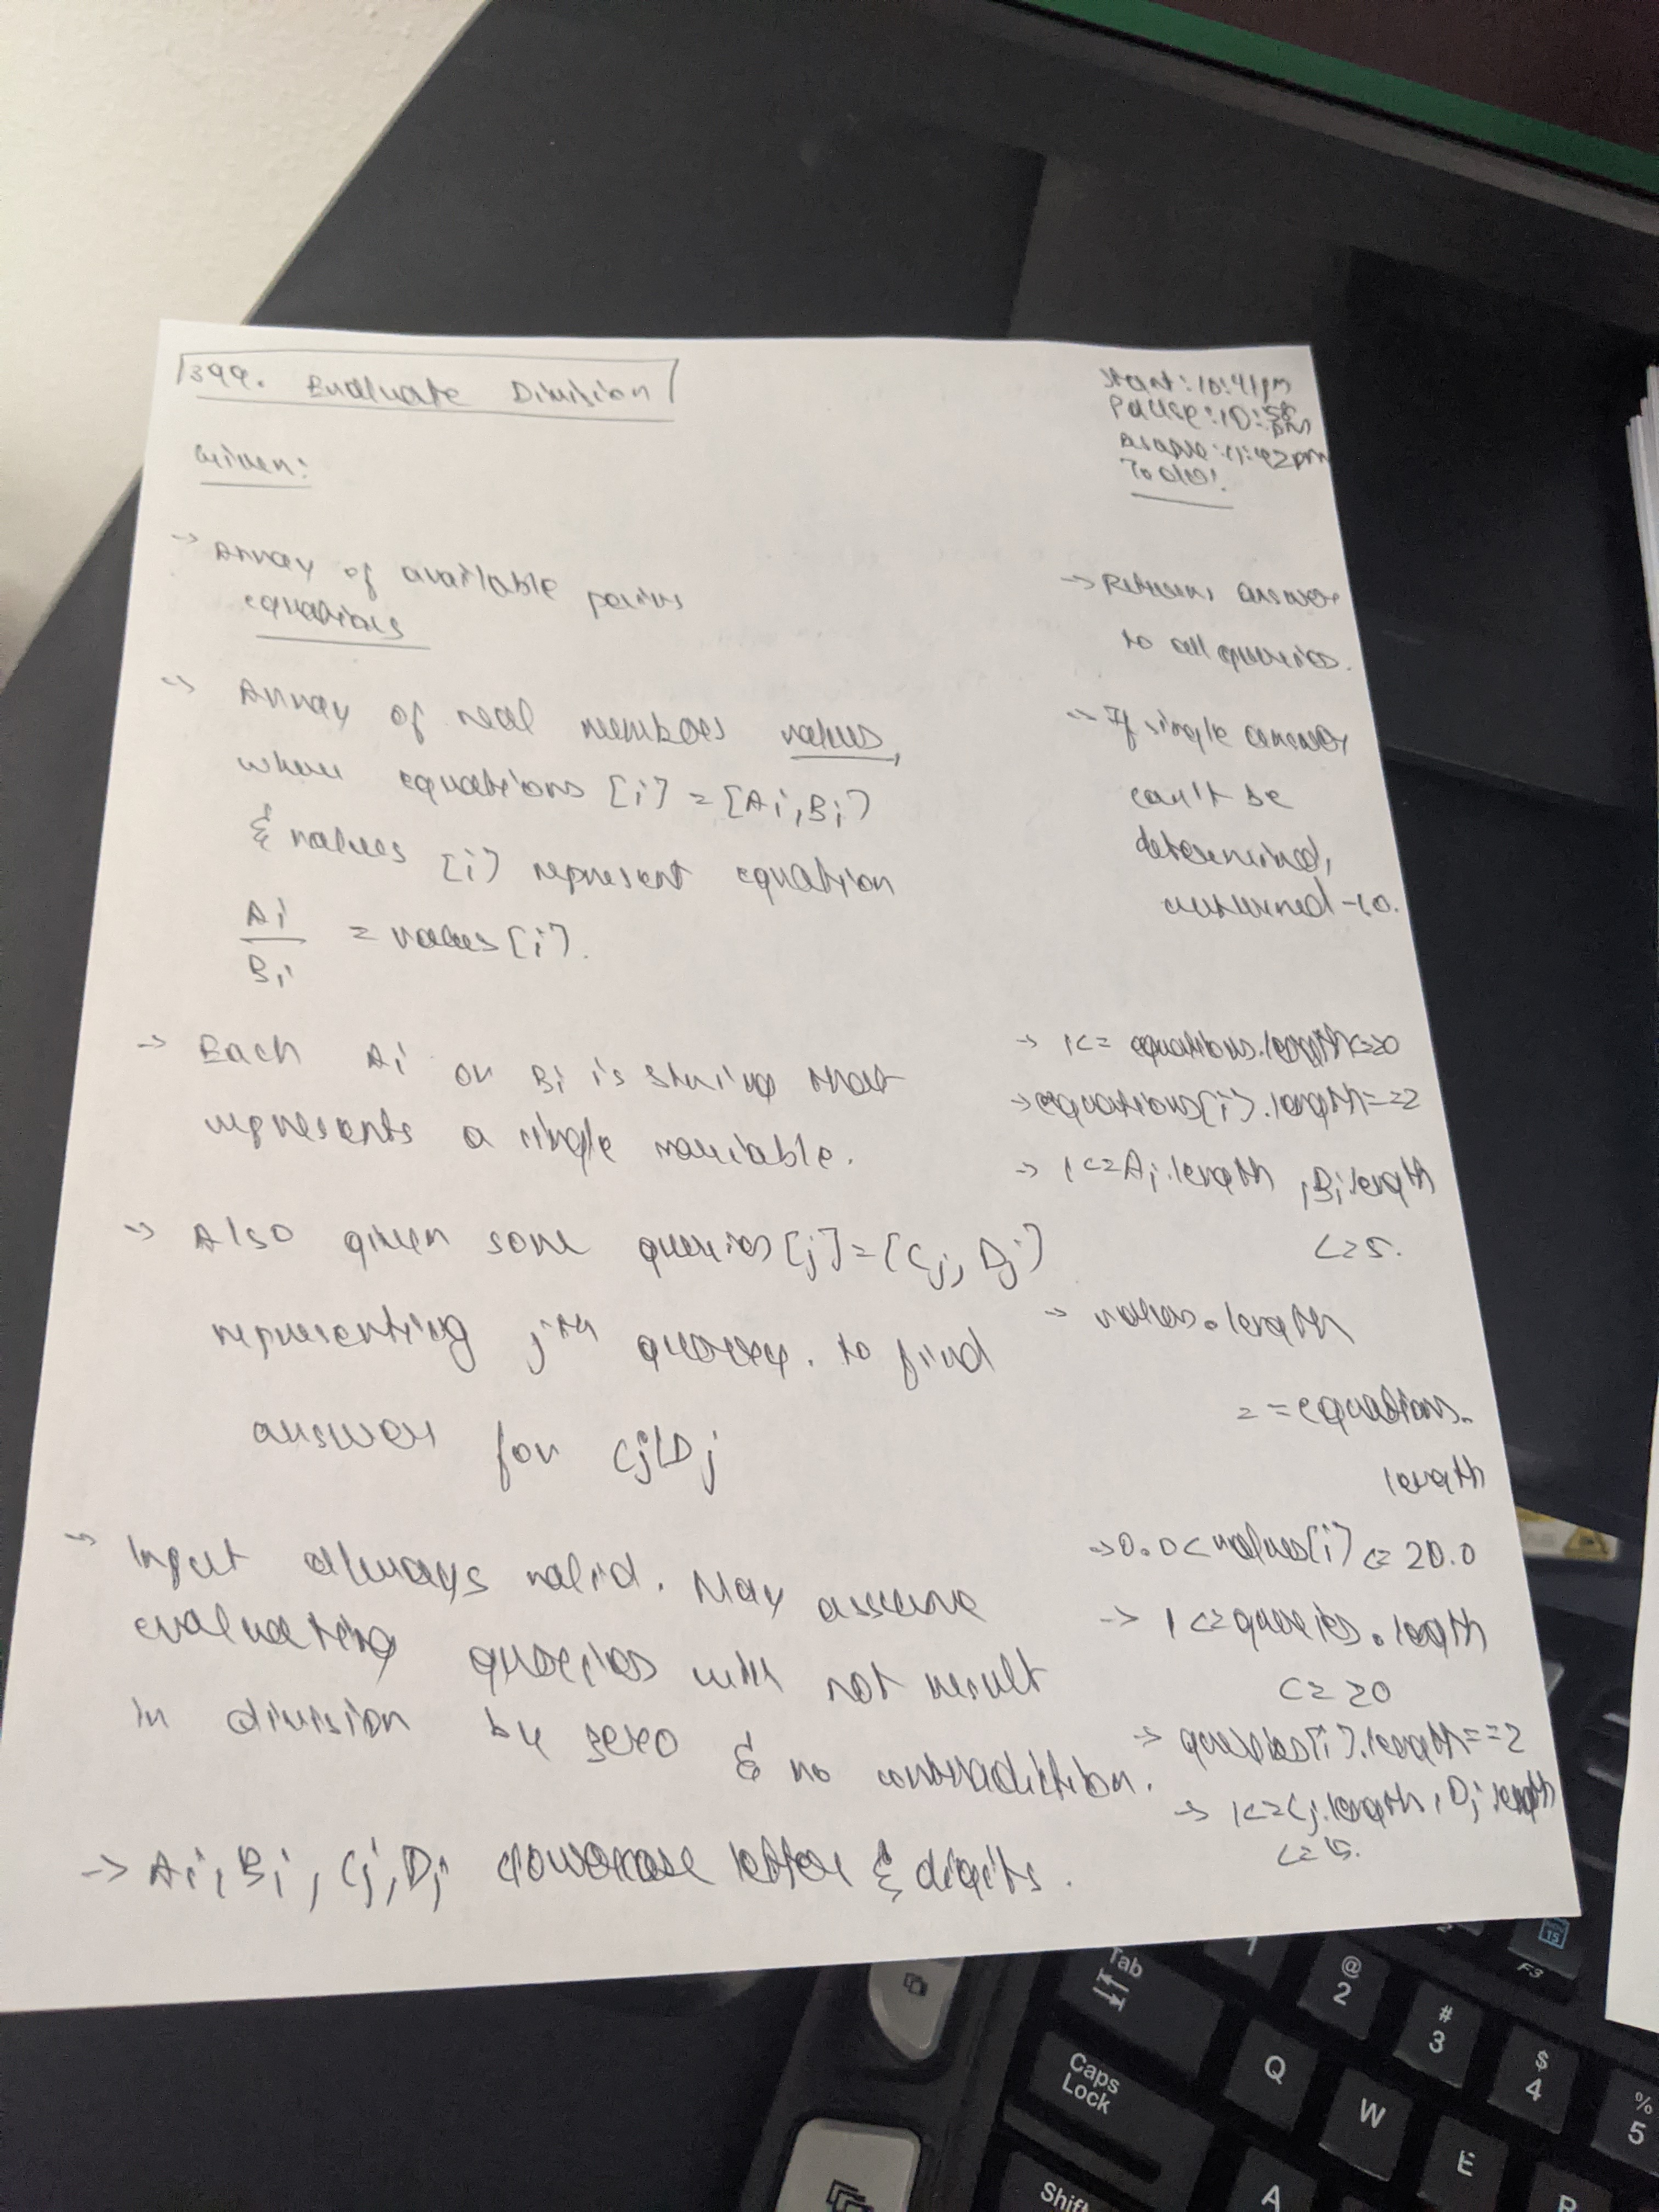 399. Evaluate Division
Start: 10:41pm
Pause: 10:58
pm
Resume: 11:42pm
Given:
To do:
→ Array of available pairs
equations
→ Return answer
to all queries.
→ Array of real numbers values,
where equations [i] = [Ai, Bi]
& values [i] represent equation
Ai
Bi
= values [i].
→ If single answer
can't be
determined,
returned -1.0.
→ Each Ai or Bi is string that
represents a single variable.
→ Also given some queries [j] = [Cj, Dj]
representing jth query. to find
answer for Cj/Dj
→ Input always valid. May assume
evaluating queries will not result
in division by zero & no contradiction.
→ Ai, Bi, Cj, Dj lowercase letter & digits.
→ 1<= equations.length<=20
→ equations[i].length==2
→ 1<=Ai.length, Bi.length
<=5.
→ values.length
==equations.
length
→ 0.0<values[i] <= 20.0
→ 1<=queries.length
<= 20
→ queries[i].length==2
→ 1<=Cj.length, Dj.length
<=5.
Tab
Caps
Lock
Shift
1
@
2
#
3
$
4
%
5
F3
15
Q
W
E
R
A